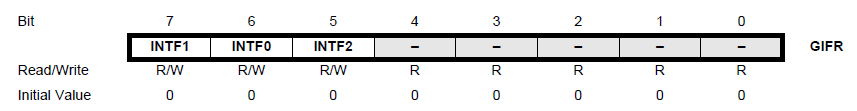 Bit 7 6 5 4 3 2 1 0
INTF1 INTF0 INTF2 – – – – – GIFR
Read/Write R/W R/W R/W R R R R R
Initial Value 0 0 0 0 0 0 0 0